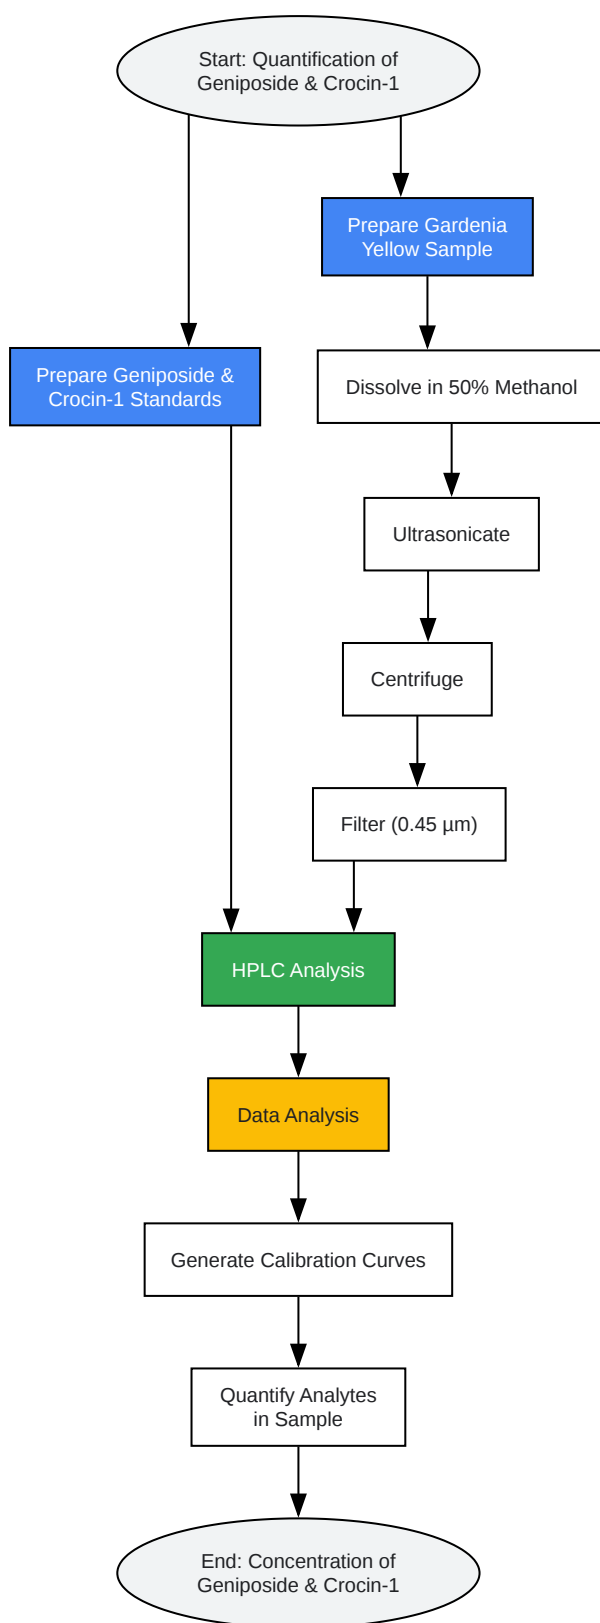 Start: Quantification of
Geniposide & Crocin-1
Prepare Gardenia
Yellow Sample
Prepare Geniposide &
Crocin-1 Standards
Dissolve in 50% Methanol
Ultrasonicate
Centrifuge
Filter (0.45 µm)
HPLC Analysis
Data Analysis
Generate Calibration Curves
Quantify Analytes
in Sample
End: Concentration of
Geniposide & Crocin-1